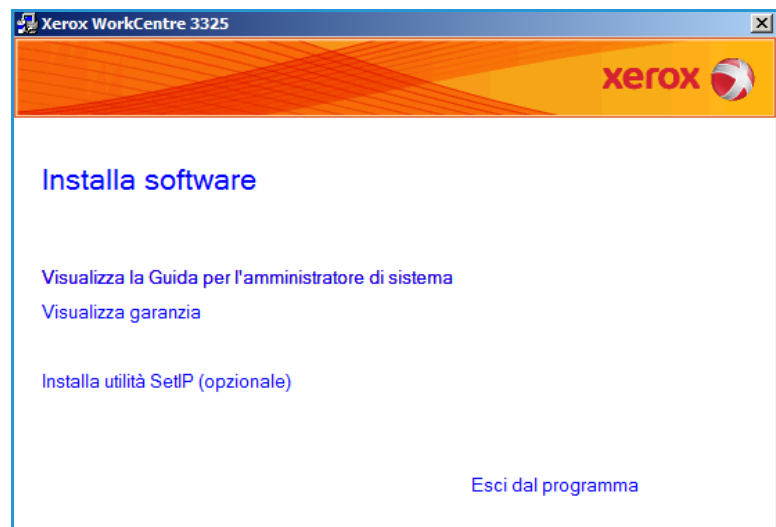 Xerox WorkCentre 3325
xerox
Installa software
Visualizza la Guida per l'amministratore di sistema
Visualizza garanzia
Installa utilità SetIP (opzionale)
Esci dal programma